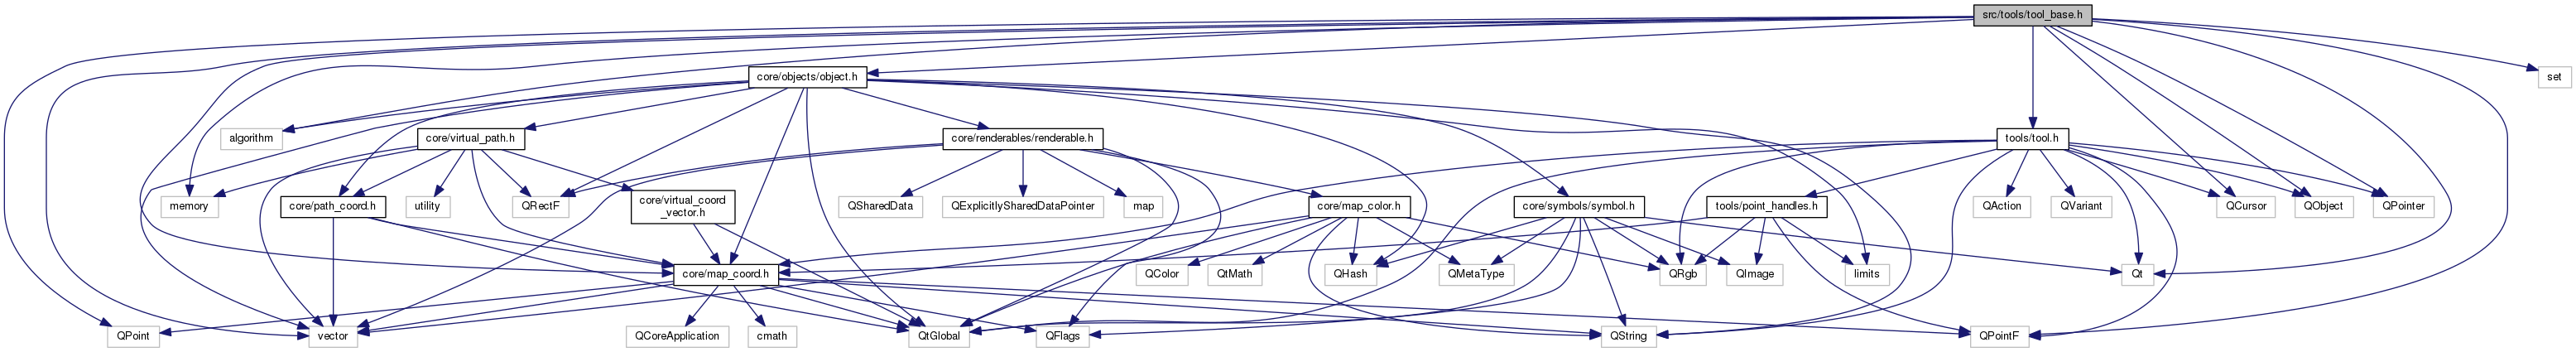 src/tools/tool_base.h
core/objects/object.h
set
algorithm
core/virtual_path.h
core/renderables/renderable.h
tools/tool.h
memory
core/path_coord.h
utility
QRectF
core/virtual_coord
_vector.h
QSharedData
QExplicitlySharedDataPointer
map
core/map_color.h
core/symbols/symbol.h
tools/point_handles.h
QAction
QVariant
QCursor
QObject
QPointer
core/map_coord.h
QColor
QtMath
QHash
QMetaType
QRgb
QImage
limits
Qt
QPoint
vector
QCoreApplication
cmath
QtGlobal
QFlags
QString
QPointF